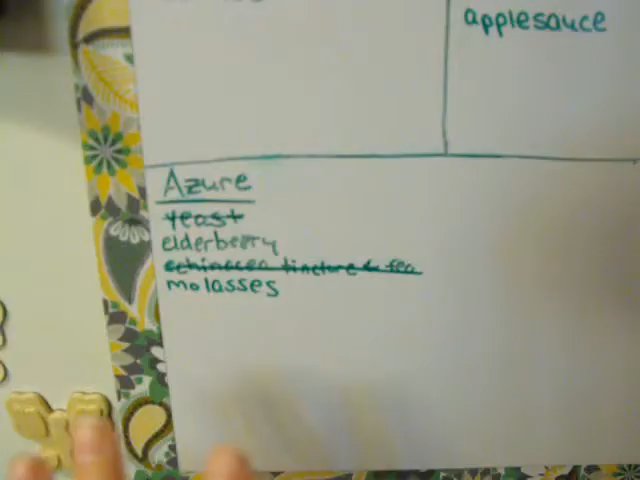 applesauce
Azure
yeast
elderberry
echinacea tincture & tea
molasses